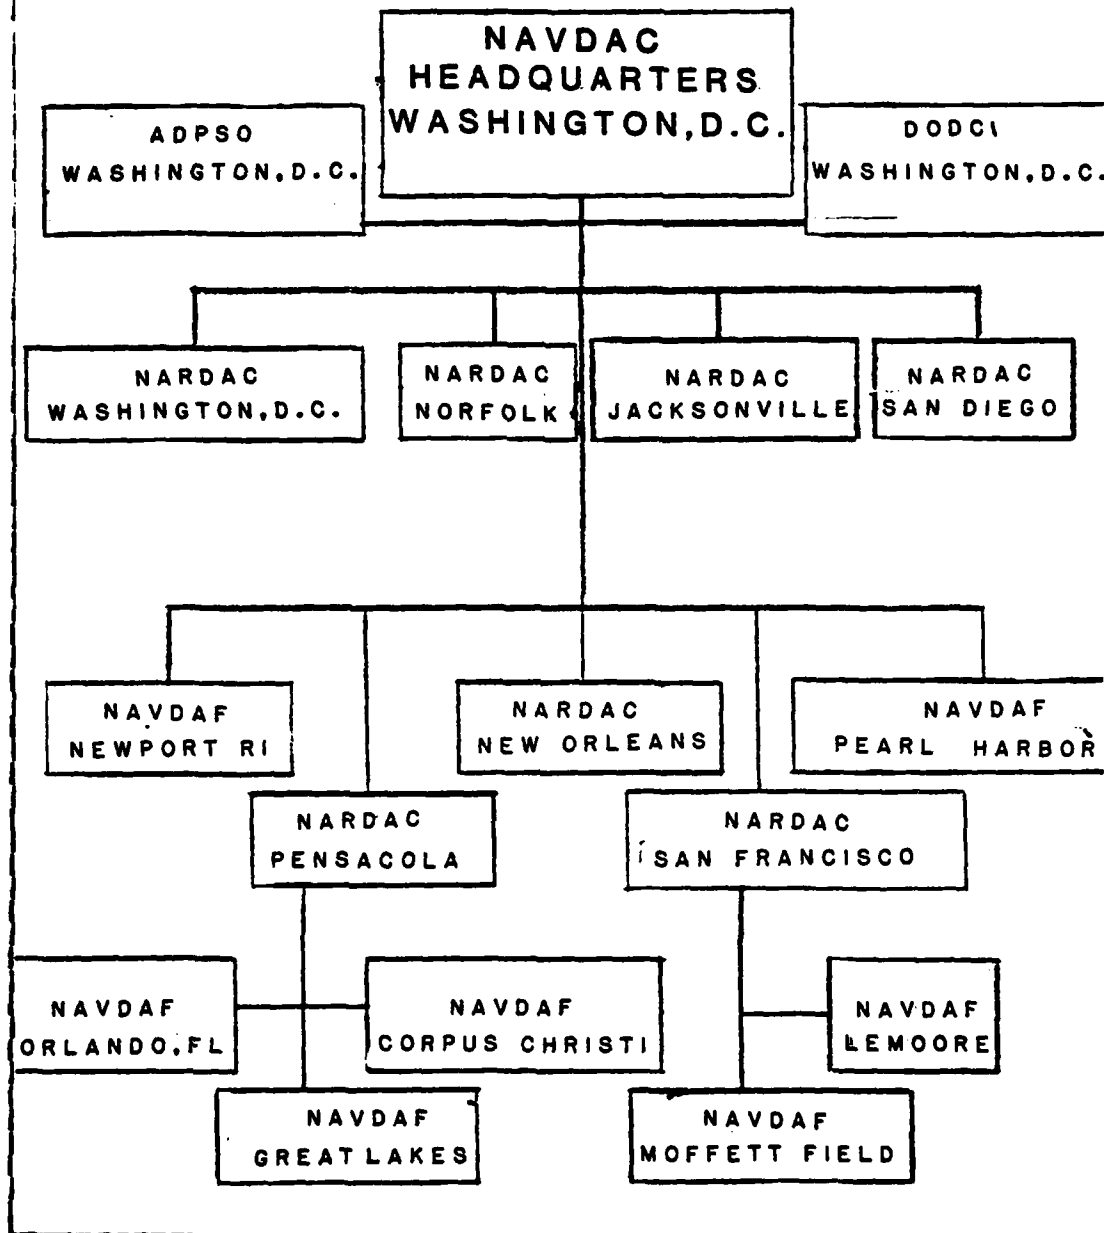 NAVDAC
HEADQUARTERS
WASHINGTON, D.C.
ADPSO
WASHINGTON, D.C.
DODCI
WASHINGTON, D.C.
NARDAC
WASHINGTON, D.C.
NARDAC
NORFOLK
NARDAC
JACKSONVILLE
NARDAC
SAN DIEGO
NAVDAF
NEWPORT RI
NARDAC
NEW ORLEANS
NAVDAF
PEARL HARBOR
NARDAC
PENSACOLA
NARDAC
SAN FRANCISCO
NAVDAF
ORLANDO, FL
NAVDAF
CORPUS CHRISTI
NAVDAF
LEMOORE
NAVDAF
GREAT LAKES
NAVDAF
MOFFETT FIELD